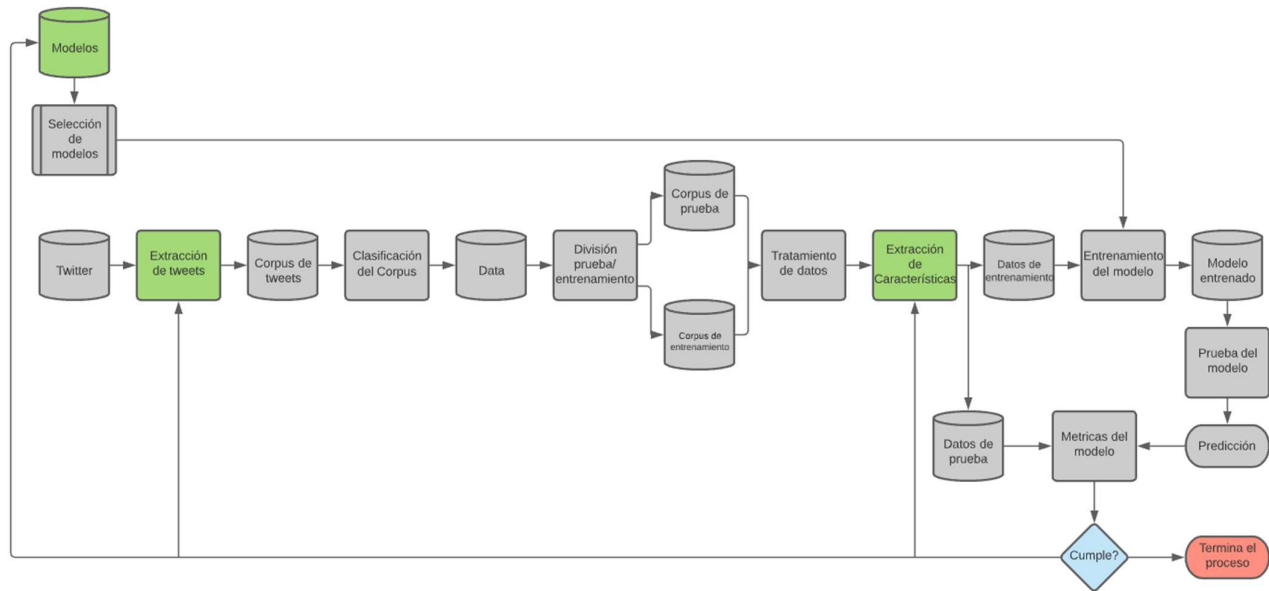 Modelos
Selección
de
modelos
Twitter
Extracción
de tweets
Corpus de
tweets
Clasificación
del Corpus
Data
División
prueba/
entrenamiento
Corpus de
prueba
Corpus de
entrenamiento
Tratamiento
de datos
Extracción
de
Características
Datos de
entrenamiento
Entrenamiento
del modelo
Modelo
entrenado
Prueba del
modelo
Predicción
Metricas del
modelo
Datos de
prueba
Cumple?
Termina el
proceso